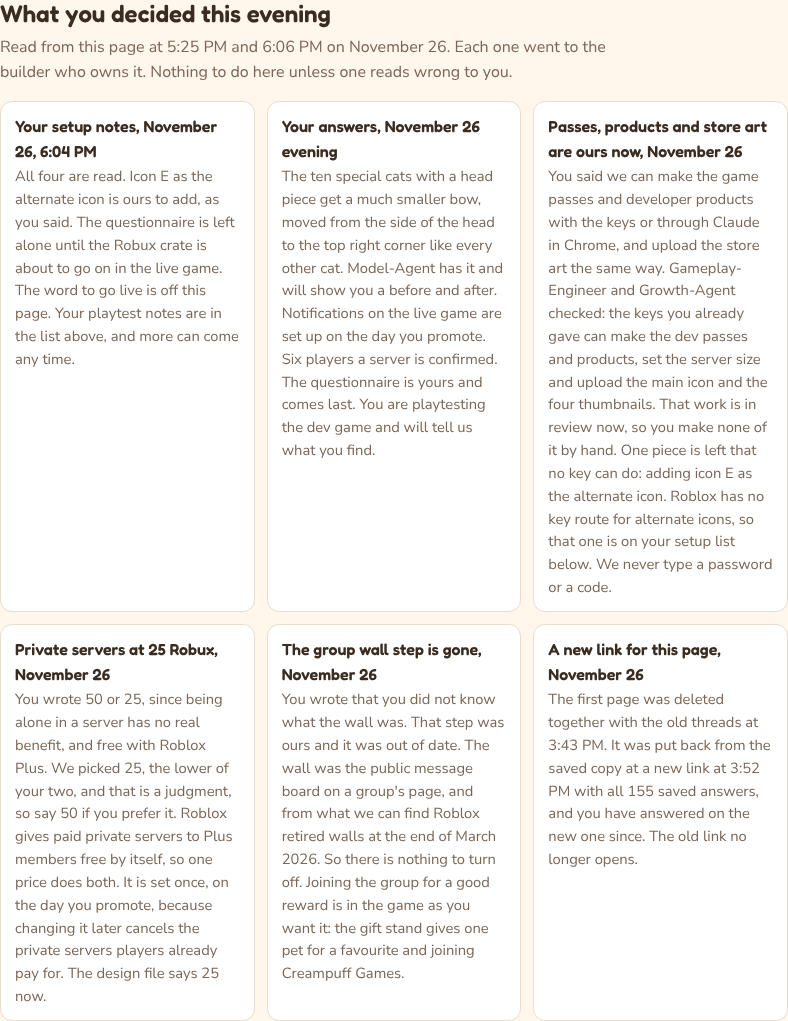 What you decided this evening
Read from this page at 5:25 PM and 6:06 PM on November 26. Each one went to the
builder who owns it. Nothing to do here unless one reads wrong to you.
Your setup notes, November
26, 6:04 PM
All four are read. Icon E as the
alternate icon is ours to add, as
you said. The questionnaire is left
alone until the Robux crate is
about to go on in the live game.
The word to go live is off this
page. Your playtest notes are in
the list above, and more can come
any time.
Your answers, November 26
evening
The ten special cats with a head
piece get a much smaller bow,
moved from the side of the head
to the top right corner like every
other cat. Model-Agent has it and
will show you a before and after.
Notifications on the live game are
set up on the day you promote.
Six players a server is confirmed.
The questionnaire is yours and
comes last. You are playtesting
the dev game and will tell us
what you find.
Passes, products and store art
are ours now, November 26
You said we can make the game
passes and developer products
with the keys or through Claude
in Chrome, and upload the store
art the same way. Gameplay-
Engineer and Growth-Agent
checked: the keys you already
gave can make the dev passes
and products, set the server size
and upload the main icon and the
four thumbnails. That work is in
review now, so you make none of
it by hand. One piece is left that
no key can do: adding icon E as
the alternate icon. Roblox has no
key route for alternate icons, so
that one is on your setup list
below. We never type a password
or a code.
Private servers at 25 Robux,
November 26
You wrote 50 or 25, since being
alone in a server has no real
benefit, and free with Roblox
Plus. We picked 25, the lower of
your two, and that is a judgment,
so say 50 if you prefer it. Roblox
gives paid private servers to Plus
members free by itself, so one
price does both. It is set once, on
the day you promote, because
changing it later cancels the
private servers players already
pay for. The design file says 25
now.
The group wall step is gone,
November 26
You wrote that you did not know
what the wall was. That step was
ours and it was out of date. The
wall was the public message
board on a group's page, and
from what we can find Roblox
retired walls at the end of March
2026. So there is nothing to turn
off. Joining the group for a good
reward is in the game as you
want it: the gift stand gives one
pet for a favourite and joining
Creampuff Games.
A new link for this page,
November 26
The first page was deleted
together with the old threads at
3:43 PM. It was put back from the
saved copy at a new link at 3:52
PM with all 155 saved answers,
and you have answered on the
new one since. The old link no
longer opens.